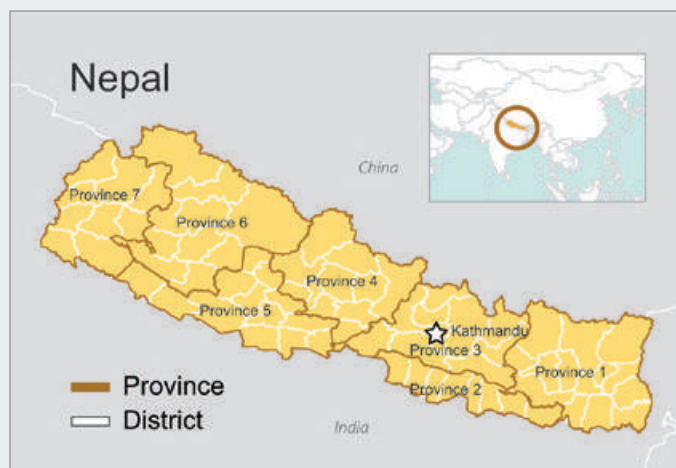 Nepal
China
Province 7
Province 6
Province 4
Province 5
Kathmandu
Province 3
Province 1
Province 2
Province
District
India